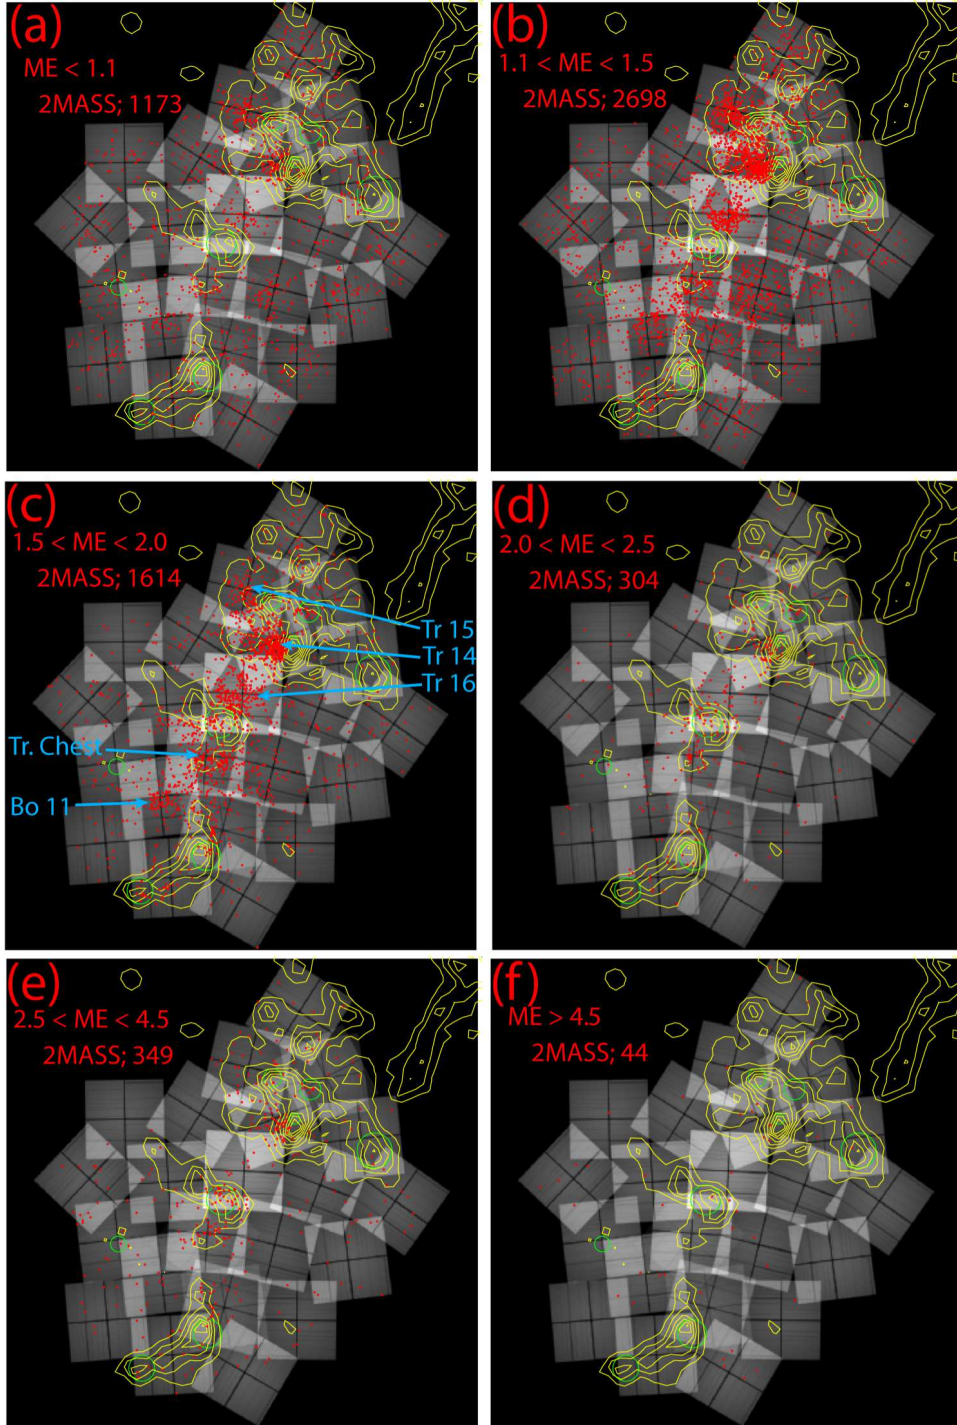 (a)
ME < 1.1
2MASS; 1173
(b)
1.1 < ME < 1.5
2MASS; 2698
(c)
1.5 < ME < 2.0
2MASS; 1614
Tr 15
Tr 14
Tr 16
Tr. Chest
Bo 11
(d)
2.0 < ME < 2.5
2MASS; 304
(e)
2.5 < ME < 4.5
2MASS; 349
(f)
ME > 4.5
2MASS; 44